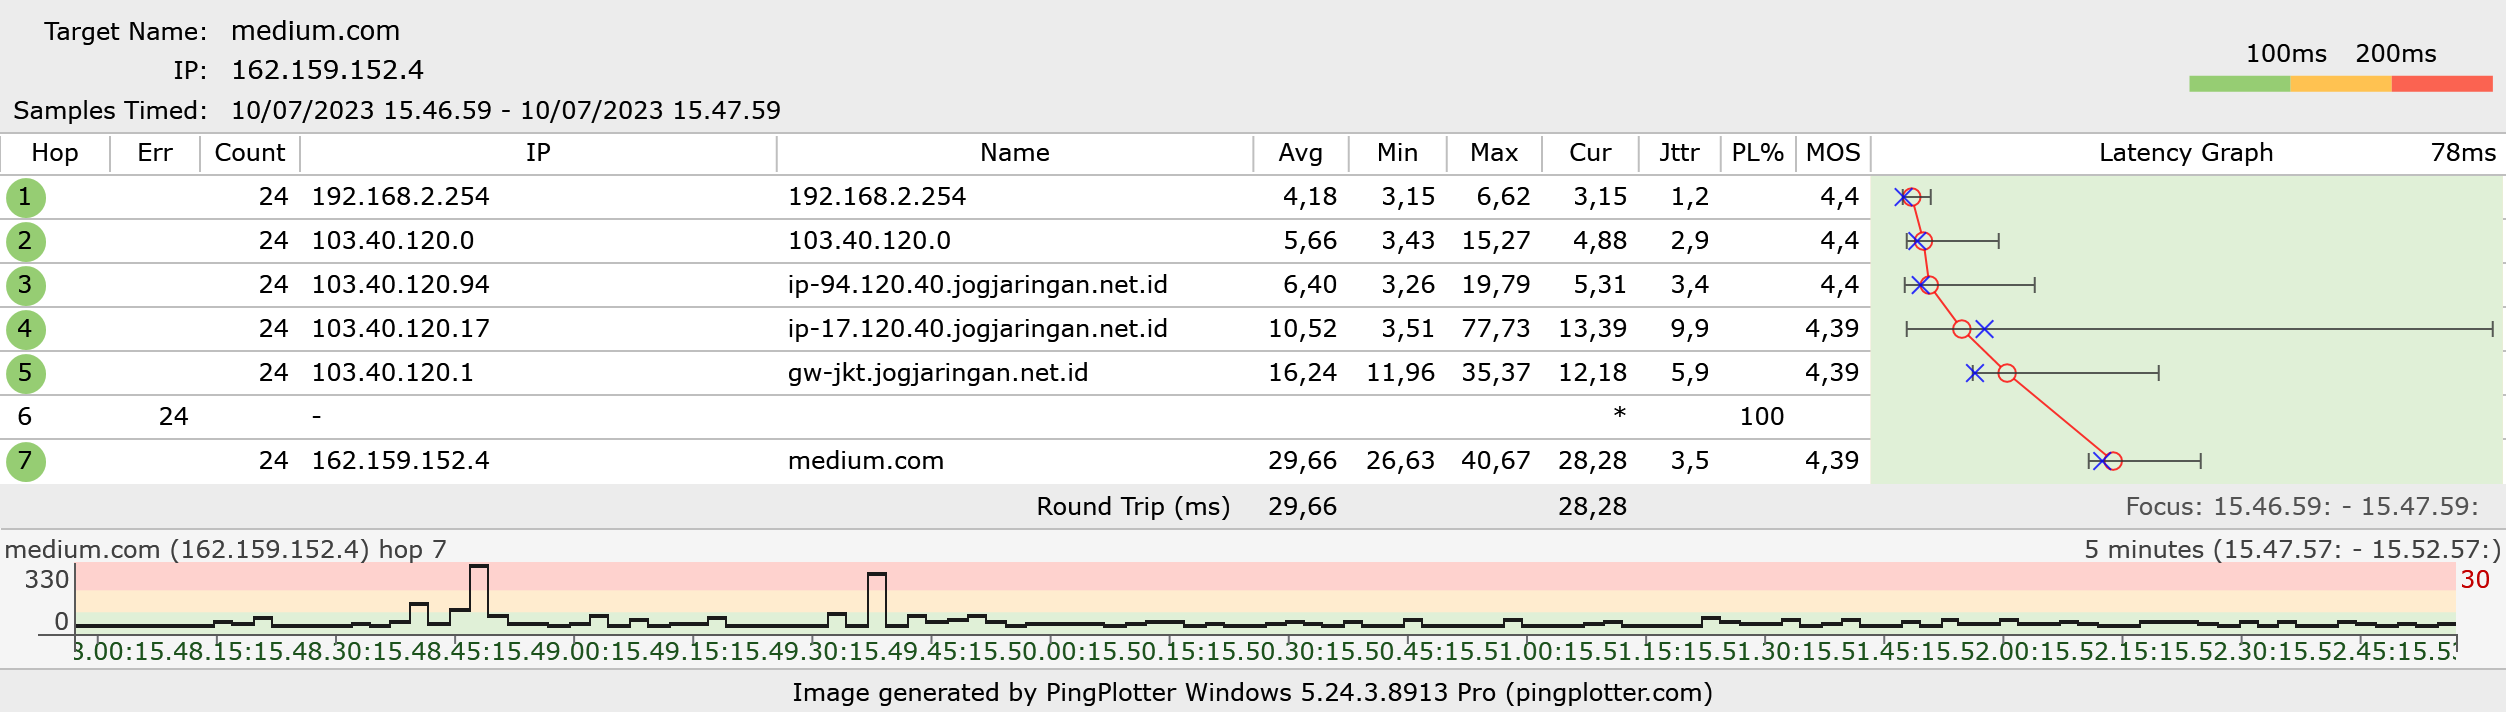 Target Name: medium.com
IP: 162.159.152.4
Samples Timed: 10/07/2023 15.46.59 - 10/07/2023 15.47.59
100ms 200ms
Hop Err Count IP Name Avg Min Max Cur Jttr PL% MOS Latency Graph 78ms
1 24 192.168.2.254 192.168.2.254 4,18 3,15 6,62 3,15 1,2 4,4
2 24 103.40.120.0 103.40.120.0 5,66 3,43 15,27 4,88 2,9 4,4
3 24 103.40.120.94 ip-94.120.40.jogjaringan.net.id 6,40 3,26 19,79 5,31 3,4 4,4
4 24 103.40.120.17 ip-17.120.40.jogjaringan.net.id 10,52 3,51 77,73 13,39 9,9 4,39
5 24 103.40.120.1 gw-jkt.jogjaringan.net.id 16,24 11,96 35,37 12,18 5,9 4,39
6 24 - * 100
7 24 162.159.152.4 medium.com 29,66 26,63 40,67 28,28 3,5 4,39
Round Trip (ms) 29,66 28,28 Focus: 15.46.59: - 15.47.59:
medium.com (162.159.152.4) hop 7 5 minutes (15.47.57: - 15.52.57:)
330 30
0
3.00:15.48.15:15.48.30:15.48.45:15.49.00:15.49.15:15.49.30:15.49.45:15.50.00:15.50.15:15.50.30:15.50.45:15.51.00:15.51.15:15.51.30:15.51.45:15.52.00:15.52.15:15.52.30:15.52.45:15.5
Image generated by PingPlotter Windows 5.24.3.8913 Pro (pingplotter.com)